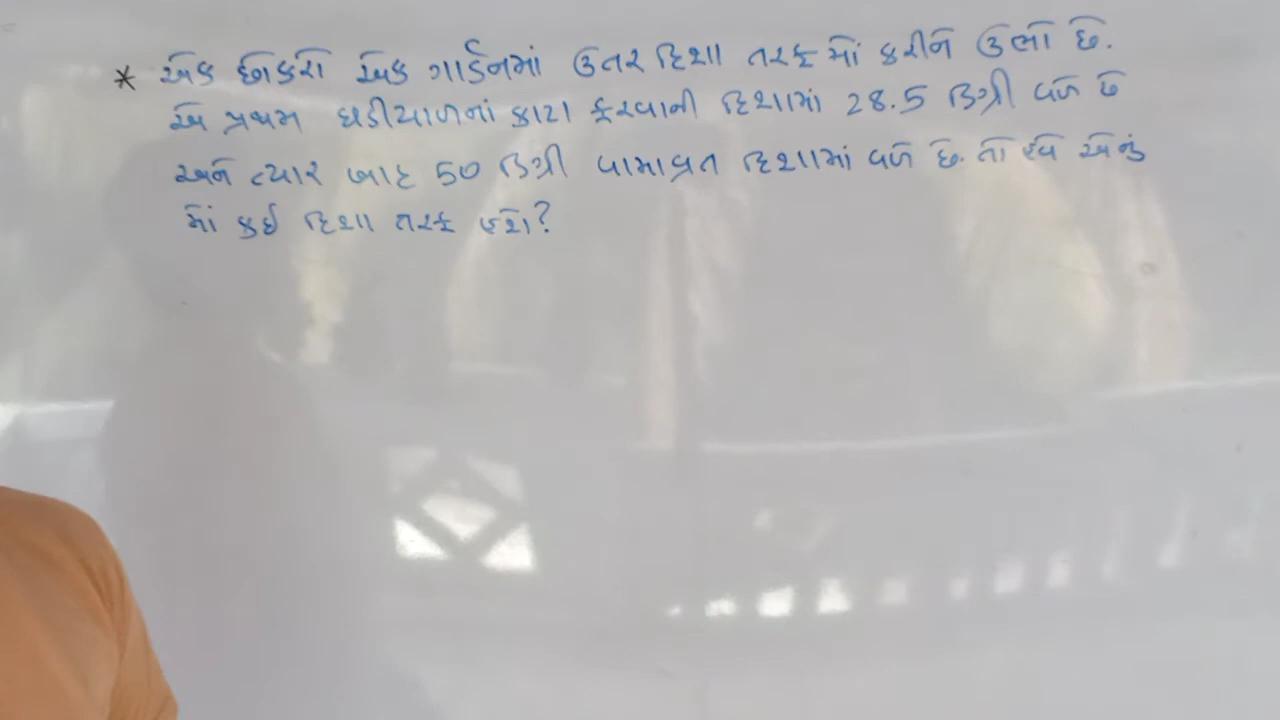 * એક છોકરો એક ગાર્ડનમાં ઉતર દિશા તરફ મોં કરીને ઉભો છે.
એ પ્રથમ ઘડીયાળનાં કાટા ફરવાની દિશામાં 28.5 ડિગ્રી વળે છે
અને ત્યાર બાદ 50 ડિગ્રી વામાવ્રત દિશામાં વળે છે. તો હવે એનું
મોં કઈ દિશા તરફ હશે?